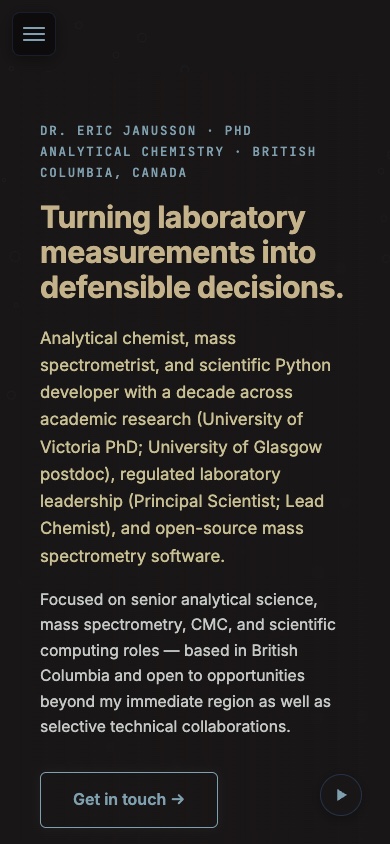 DR. ERIC JANUSSON · PHD
ANALYTICAL CHEMISTRY · BRITISH
COLUMBIA, CANADA
Turning laboratory
measurements into
defensible decisions.
Analytical chemist, mass
spectrometrist, and scientific Python
developer with a decade across
academic research (University of
Victoria PhD; University of Glasgow
postdoc), regulated laboratory
leadership (Principal Scientist; Lead
Chemist), and open-source mass
spectrometry software.
Focused on senior analytical science,
mass spectrometry, CMC, and scientific
computing roles — based in British
Columbia and open to opportunities
beyond my immediate region as well as
selective technical collaborations.
Get in touch →